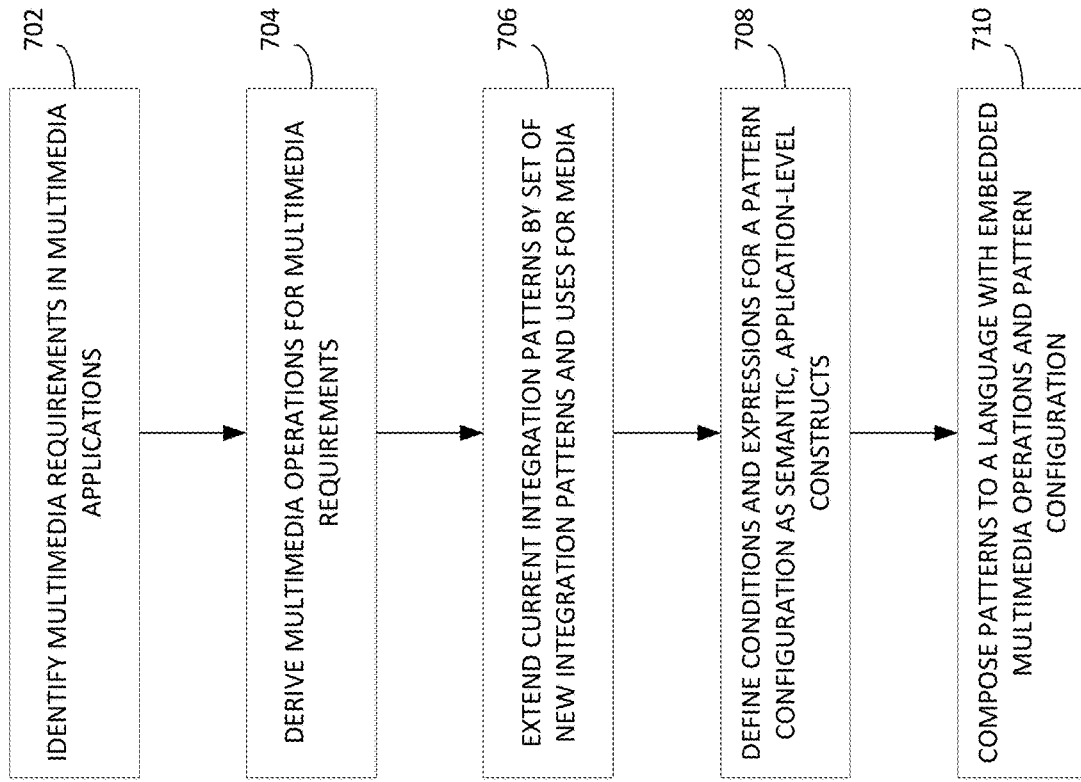 702
IDENTIFY MULTIMEDIA REQUIREMENTS IN MULTIMEDIA
APPLICATIONS
704
DERIVE MULTIMEDIA OPERATIONS FOR MULTIMEDIA
REQUIREMENTS
706
EXTEND CURRENT INTEGRATION PATTERNS BY SET OF
NEW INTEGRATION PATTERNS AND USES FOR MEDIA
708
DEFINE CONDITIONS AND EXPRESSIONS FOR A PATTERN
CONFIGURATION AS SEMANTIC, APPLICATION-LEVEL
CONSTRUCTS
710
COMPOSE PATTERNS TO A LANGUAGE WITH EMBEDDED
MULTIMEDIA OPERATIONS AND PATTERN
CONFIGURATION